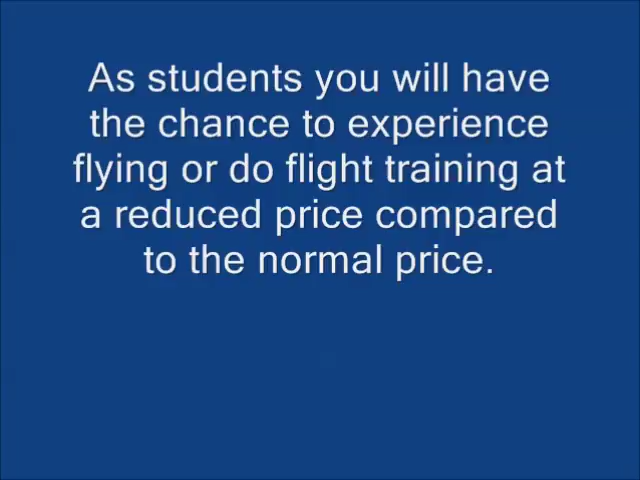 As students you will have
the chance to experience
flying or do flight training at
a reduced price compared
to the normal price.